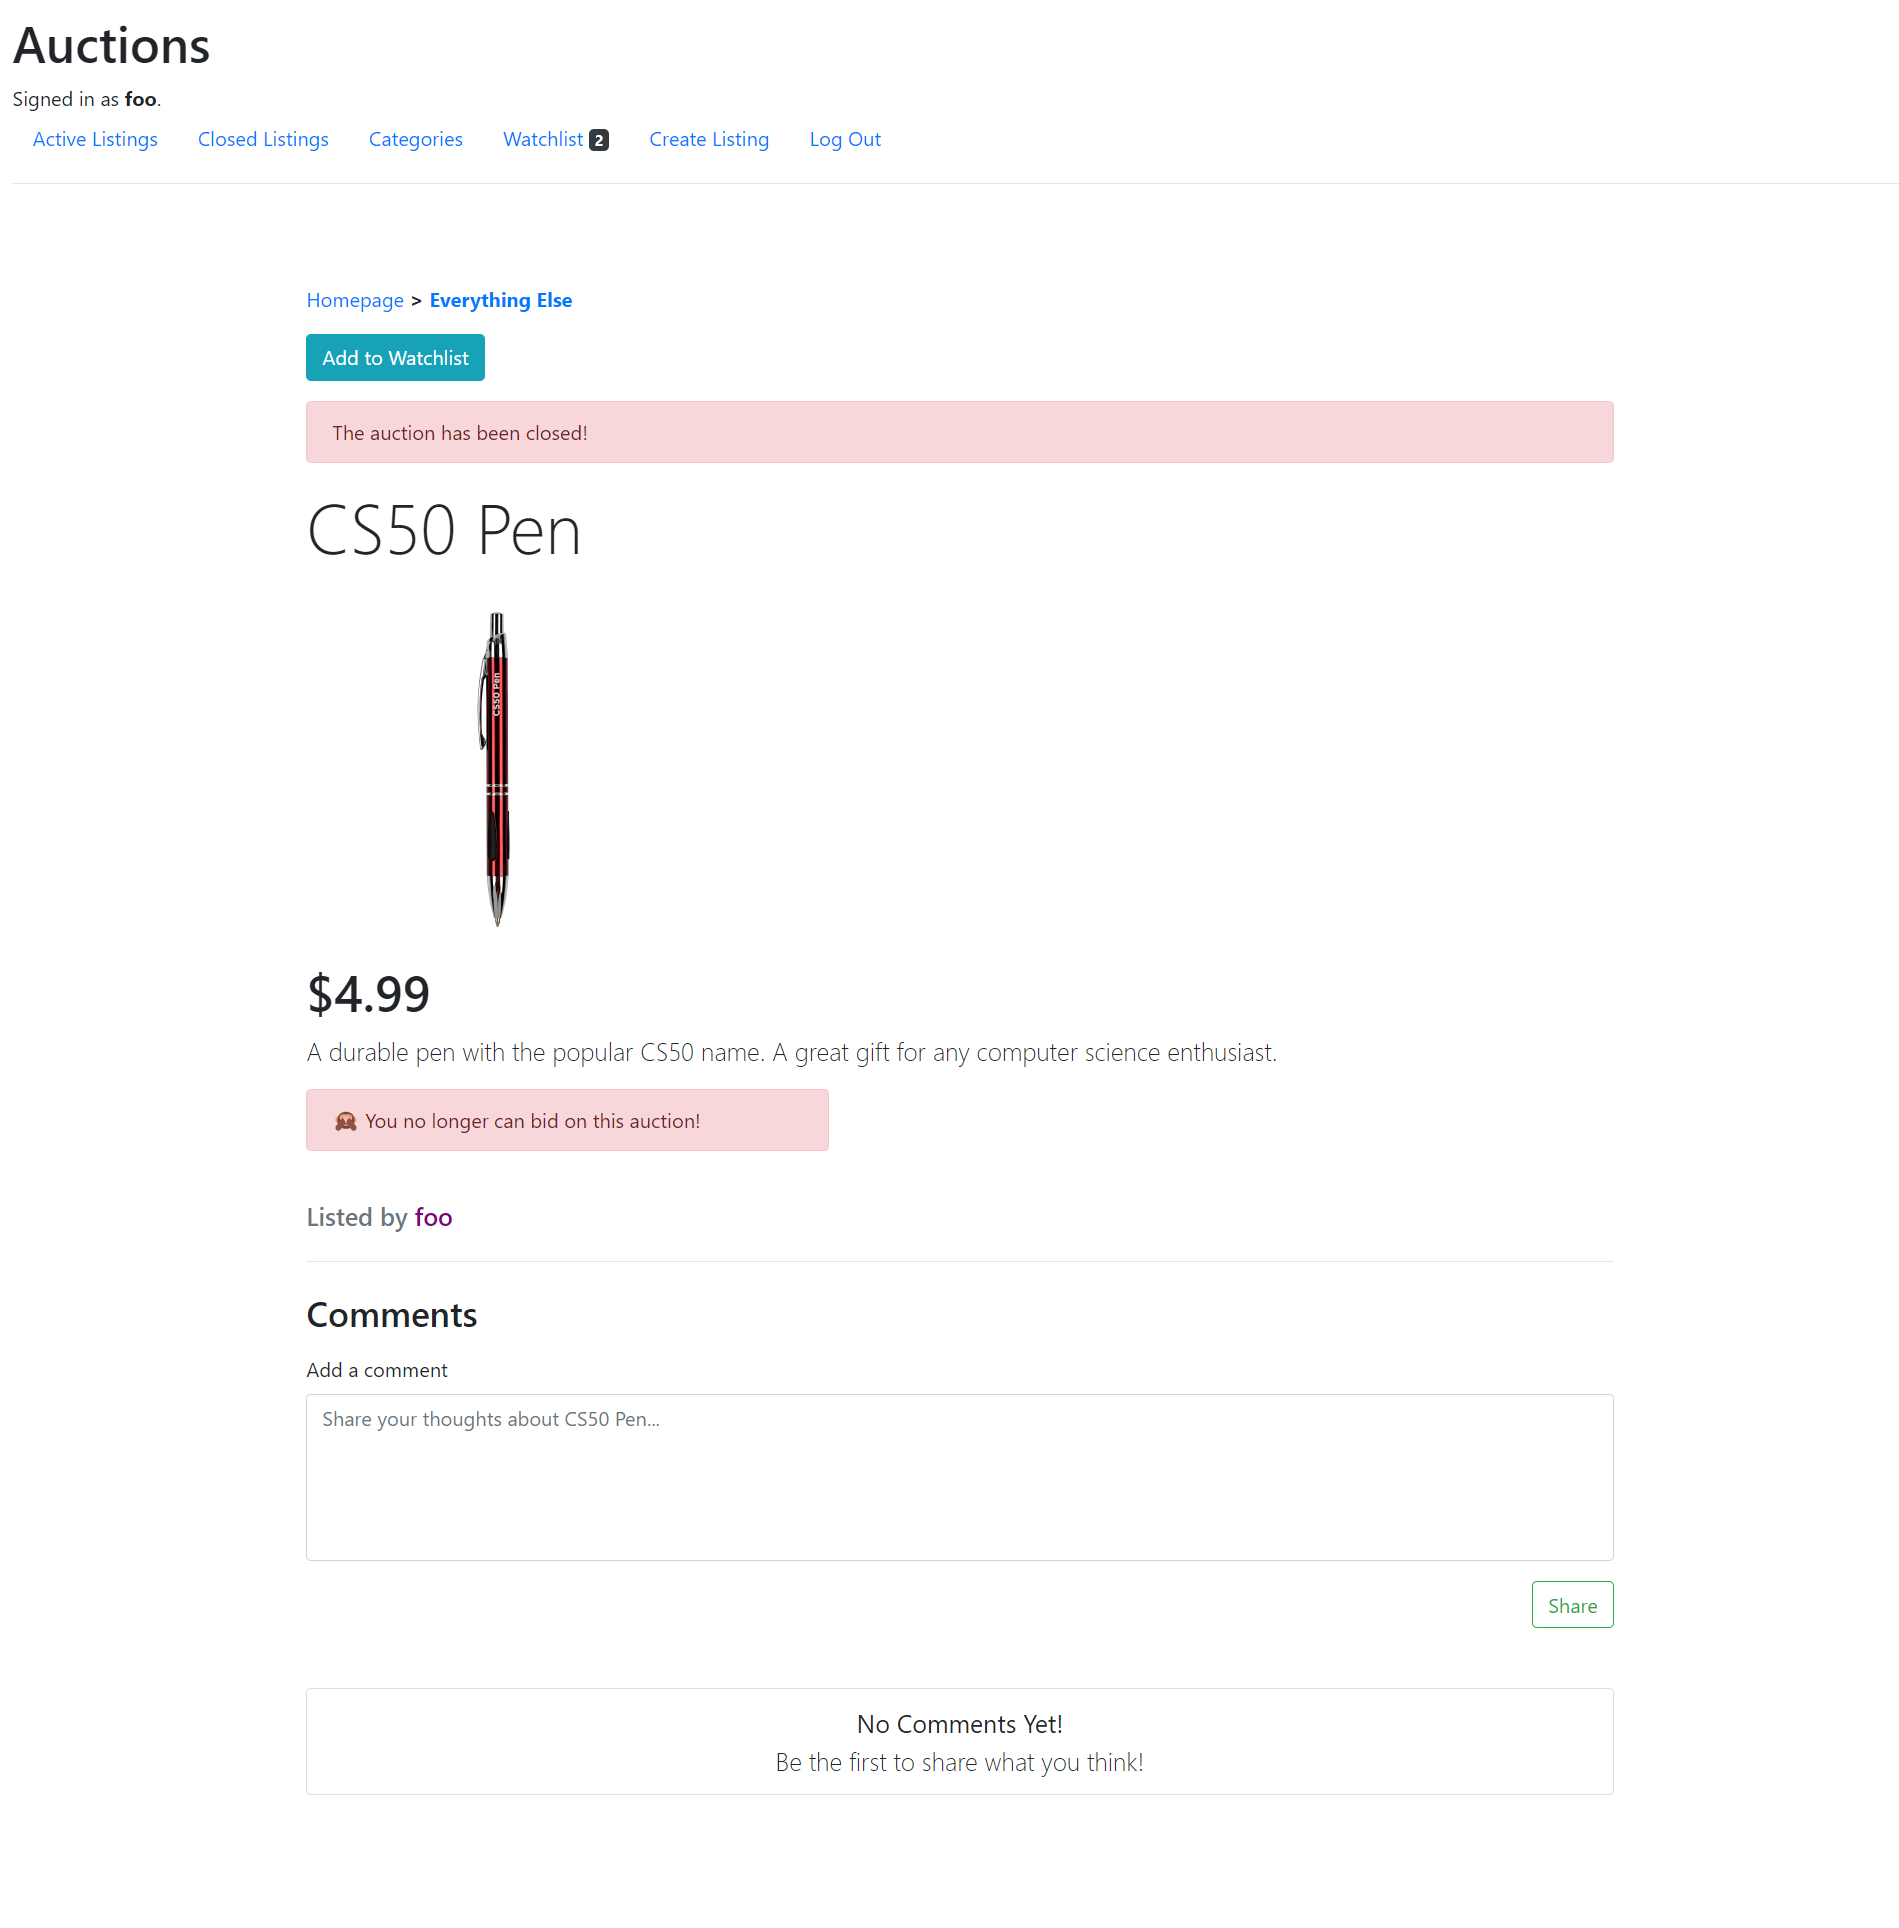 Auctions
Signed in as foo.
Active Listings Closed Listings Categories Watchlist 2 Create Listing Log Out
Homepage > Everything Else
Add to Watchlist
The auction has been closed!
CS50 Pen
CS50 Pen
$4.99
A durable pen with the popular CS50 name. A great gift for any computer science enthusiast.
🙈 You no longer can bid on this auction!
Listed by foo
Comments
Add a comment
Share your thoughts about CS50 Pen...
Share
No Comments Yet!
Be the first to share what you think!